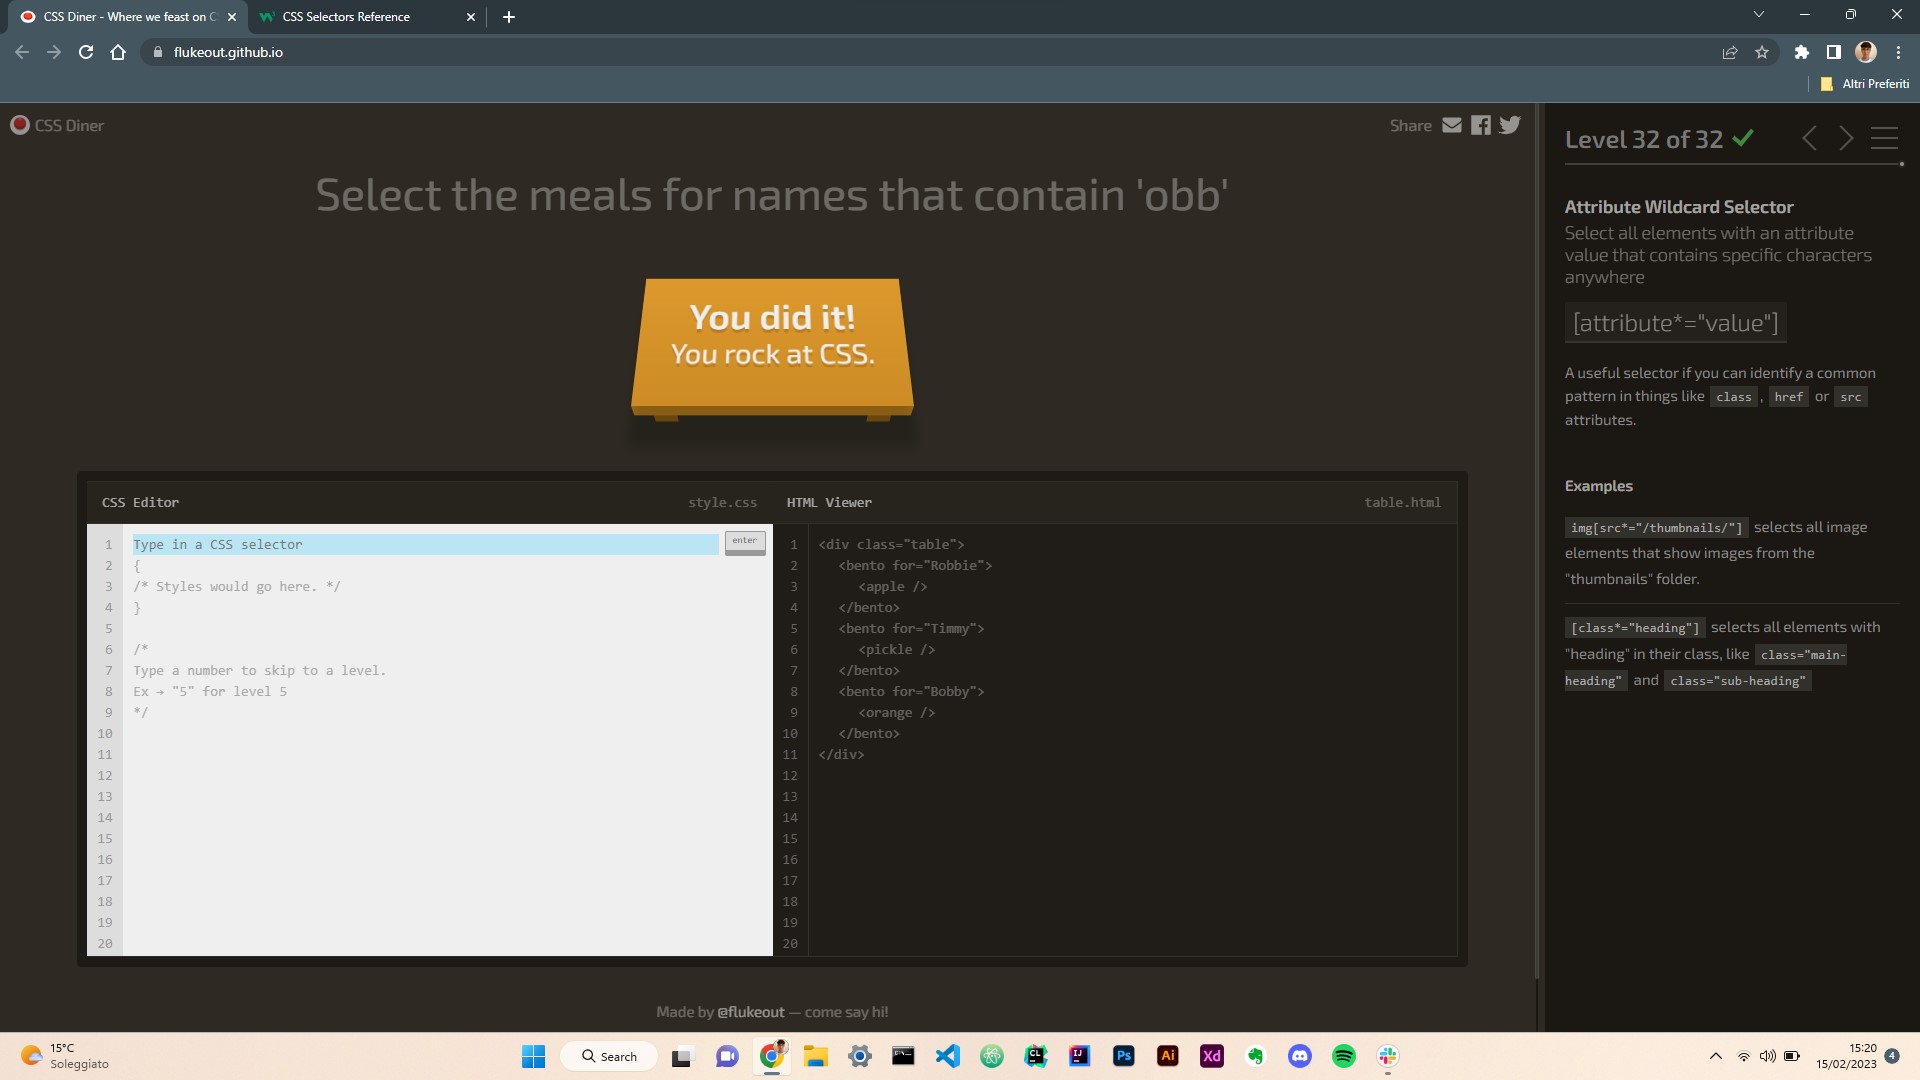 CSS Diner - Where we feast on C
CSS Selectors Reference
flukeout.github.io
Altri Preferiti
CSS Diner
Share
Level 32 of 32
Select the meals for names that contain 'obb'
Attribute Wildcard Selector
Select all elements with an attribute
value that contains specific characters
anywhere
[attribute*="value"]
You did it!
You rock at CSS.
A useful selector if you can identify a common
pattern in things like class , href or src
attributes.
Examples
img[src*="/thumbnails/"] selects all image
elements that show images from the
"thumbnails" folder.
[class*="heading"] selects all elements with
"heading" in their class, like class="main-
heading" and class="sub-heading"
CSS Editor
style.css
1
2
3
4
5
6
7
8
9
10
11
12
13
14
15
16
17
18
19
20
Type in a CSS selector
enter
{
/* Styles would go here. */
}
/*
Type a number to skip to a level.
Ex → "5" for level 5
*/
HTML Viewer
table.html
1
2
3
4
5
6
7
8
9
10
11
12
13
14
15
16
17
18
19
20
<div class="table">
<bento for="Robbie">
<apple />
</bento>
<bento for="Timmy">
<pickle />
</bento>
<bento for="Bobby">
<orange />
</bento>
</div>
Made by @flukeout — come say hi!
15°C
Soleggiato
Search
CL
IJ
Ps
Ai
Xd
15:20
15/02/2023
4